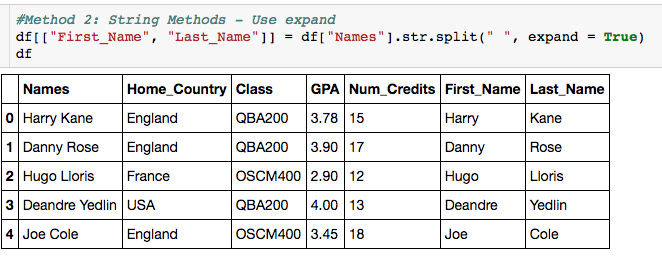 #Method 2: String Methods - Use expand
df[["First_Name", "Last_Name"]] = df["Names"].str.split(" ", expand = True)
df
Names Home_Country Class GPA Num_Credits First_Name Last_Name
0 Harry Kane England QBA200 3.78 15 Harry Kane
1 Danny Rose England QBA200 3.90 17 Danny Rose
2 Hugo Lloris France OSCM400 2.90 12 Hugo Lloris
3 Deandre Yedlin USA QBA200 4.00 13 Deandre Yedlin
4 Joe Cole England OSCM400 3.45 18 Joe Cole